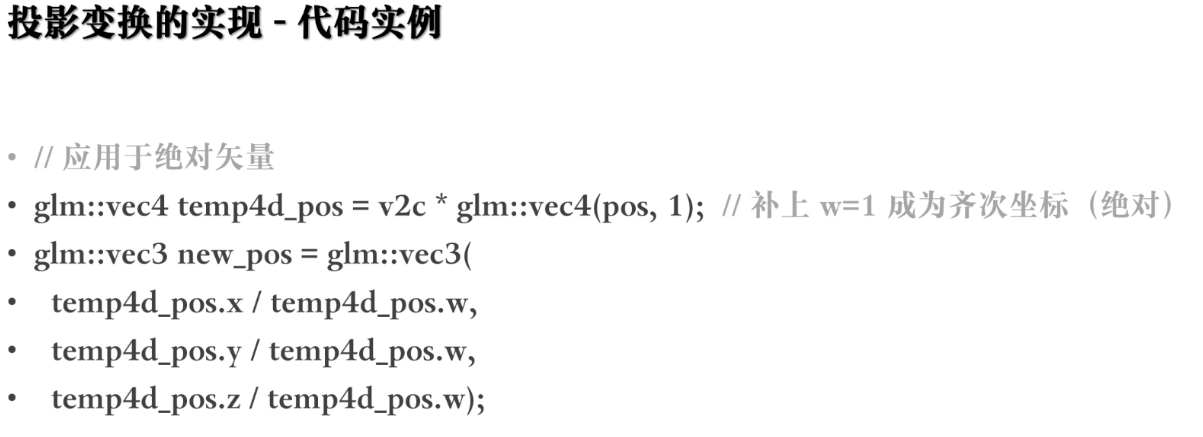 投影变换的实现 - 代码实例
• // 应用于绝对矢量
• glm::vec4 temp4d_pos = v2c * glm::vec4(pos, 1);  // 补上 w=1 成为齐次坐标（绝对）
• glm::vec3 new_pos = glm::vec3(
•   temp4d_pos.x / temp4d_pos.w,
•   temp4d_pos.y / temp4d_pos.w,
•   temp4d_pos.z / temp4d_pos.w);